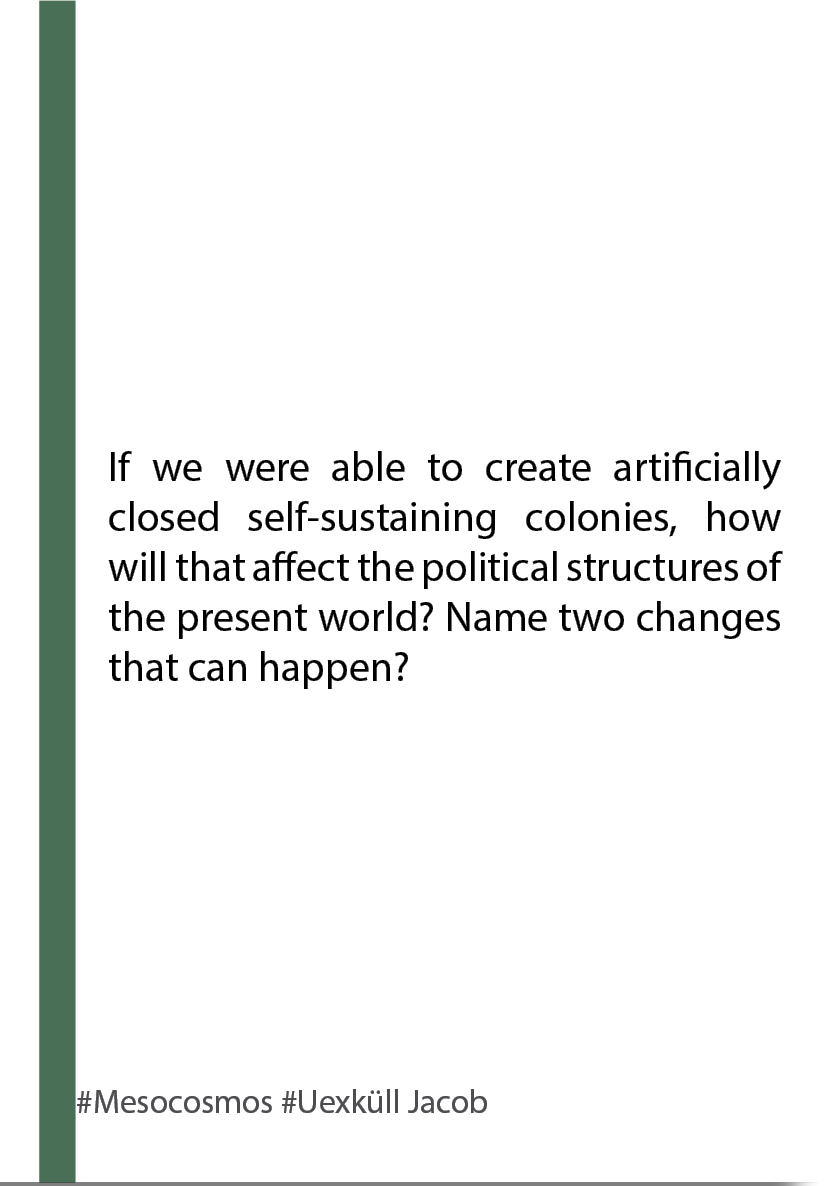 If we were able to create artificially
closed self-sustaining colonies, how
will that affect the political structures of
the present world? Name two changes
that can happen?
#Mesocosmos #Uexküll Jacob